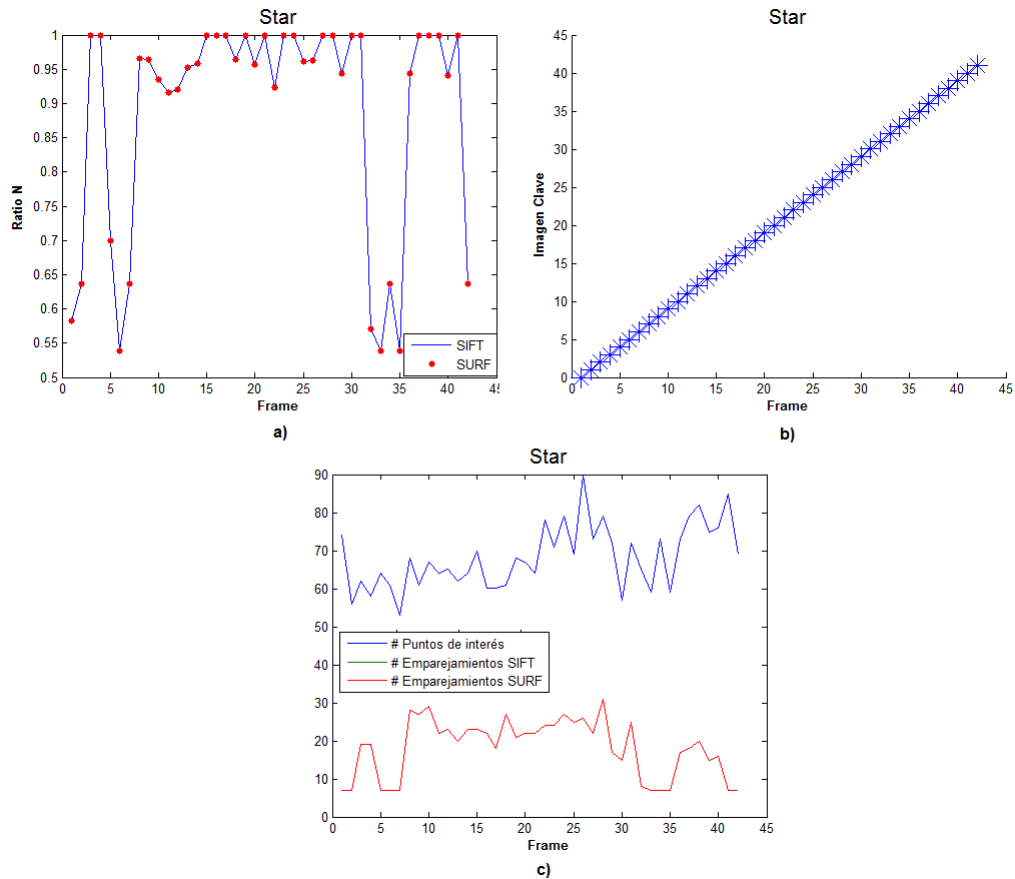 Star
1
0.95
0.9
0.85
0.8
0.75
0.7
0.65
0.6
0.55
0.5
Ratio N
0 5 10 15 20 25 30 35 40 45
Frame
SIFT
SURF
a)
Star
45
40
35
30
25
20
15
10
5
0
Imagen Clave
0 5 10 15 20 25 30 35 40 45
Frame
b)
Star
90
80
70
60
50
40
30
20
10
0
# Puntos de interés
# Emparejamientos SIFT
# Emparejamientos SURF
0 5 10 15 20 25 30 35 40 45
Frame
c)